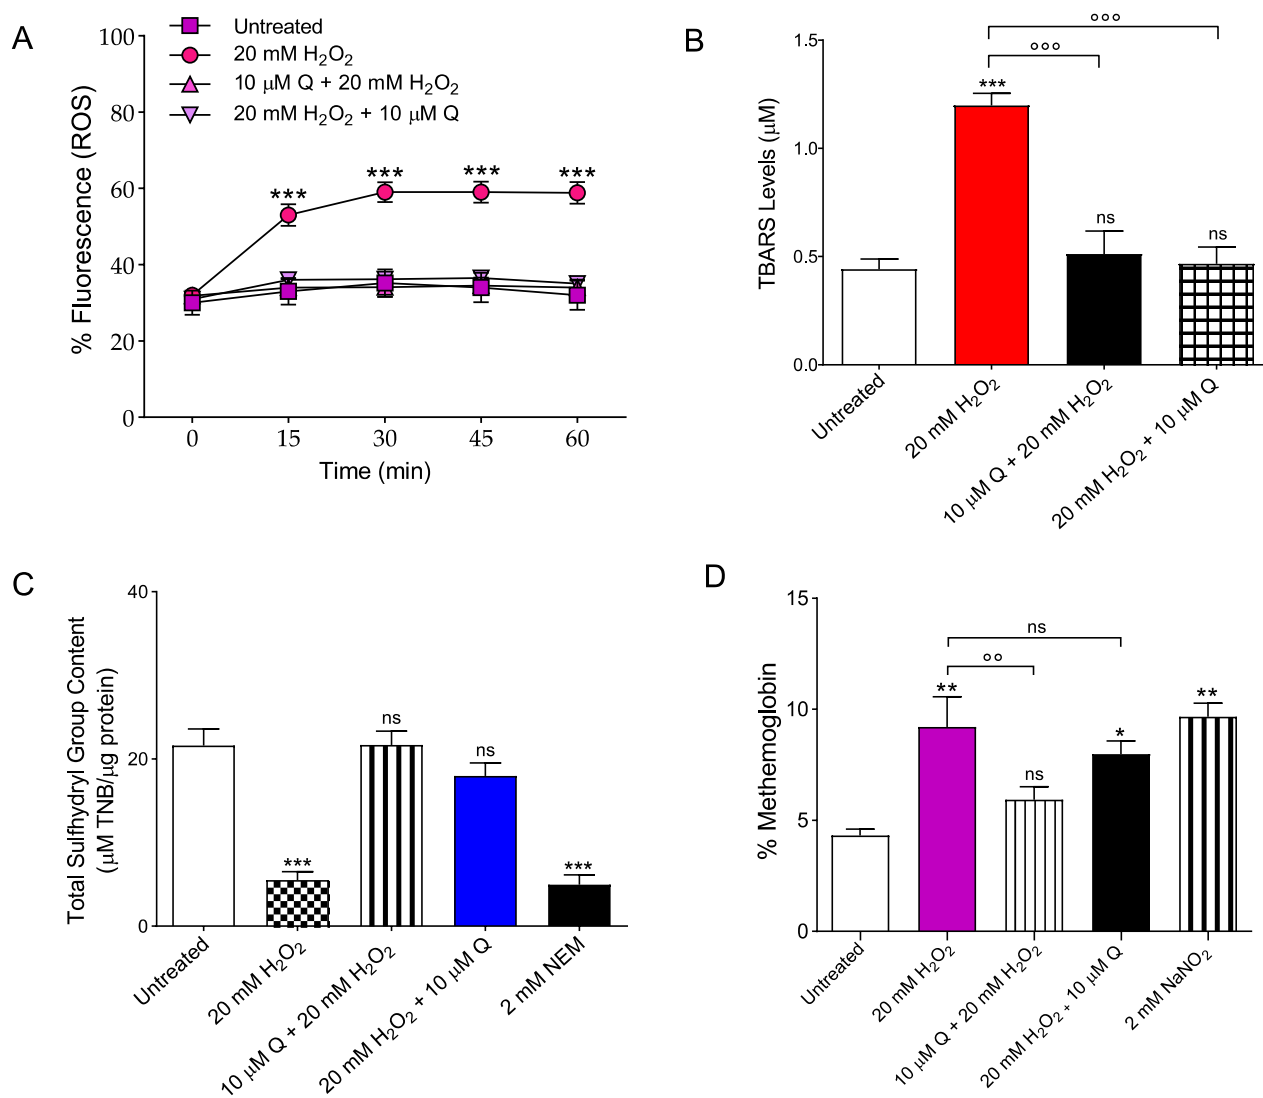 A
Untreated
20 mM H₂O₂
10 μM Q + 20 mM H₂O₂
20 mM H₂O₂ + 10 μM Q
% Fluorescence (ROS)
100
80
60
40
20
0
***
***
***
***
0 15 30 45 60
Time (min)
B
TBARS Levels (μM)
1.5
1.0
0.5
0.0
°°°
°°°
***
ns
ns
Untreated
20 mM H₂O₂
10 μM Q + 20 mM H₂O₂
20 mM H₂O₂ + 10 μM Q
C
Total Sulfhydryl Group Content
(μM TNB/μg protein)
40
20
0
***
ns
ns
***
Untreated
20 mM H₂O₂
10 μM Q + 20 mM H₂O₂
20 mM H₂O₂ + 10 μM Q
2 mM NEM
D
% Methemoglobin
15
10
5
0
ns
°°
**
ns
*
**
Untreated
20 mM H₂O₂
10 μM Q + 20 mM H₂O₂
20 mM H₂O₂ + 10 μM Q
2 mM NaNO₂